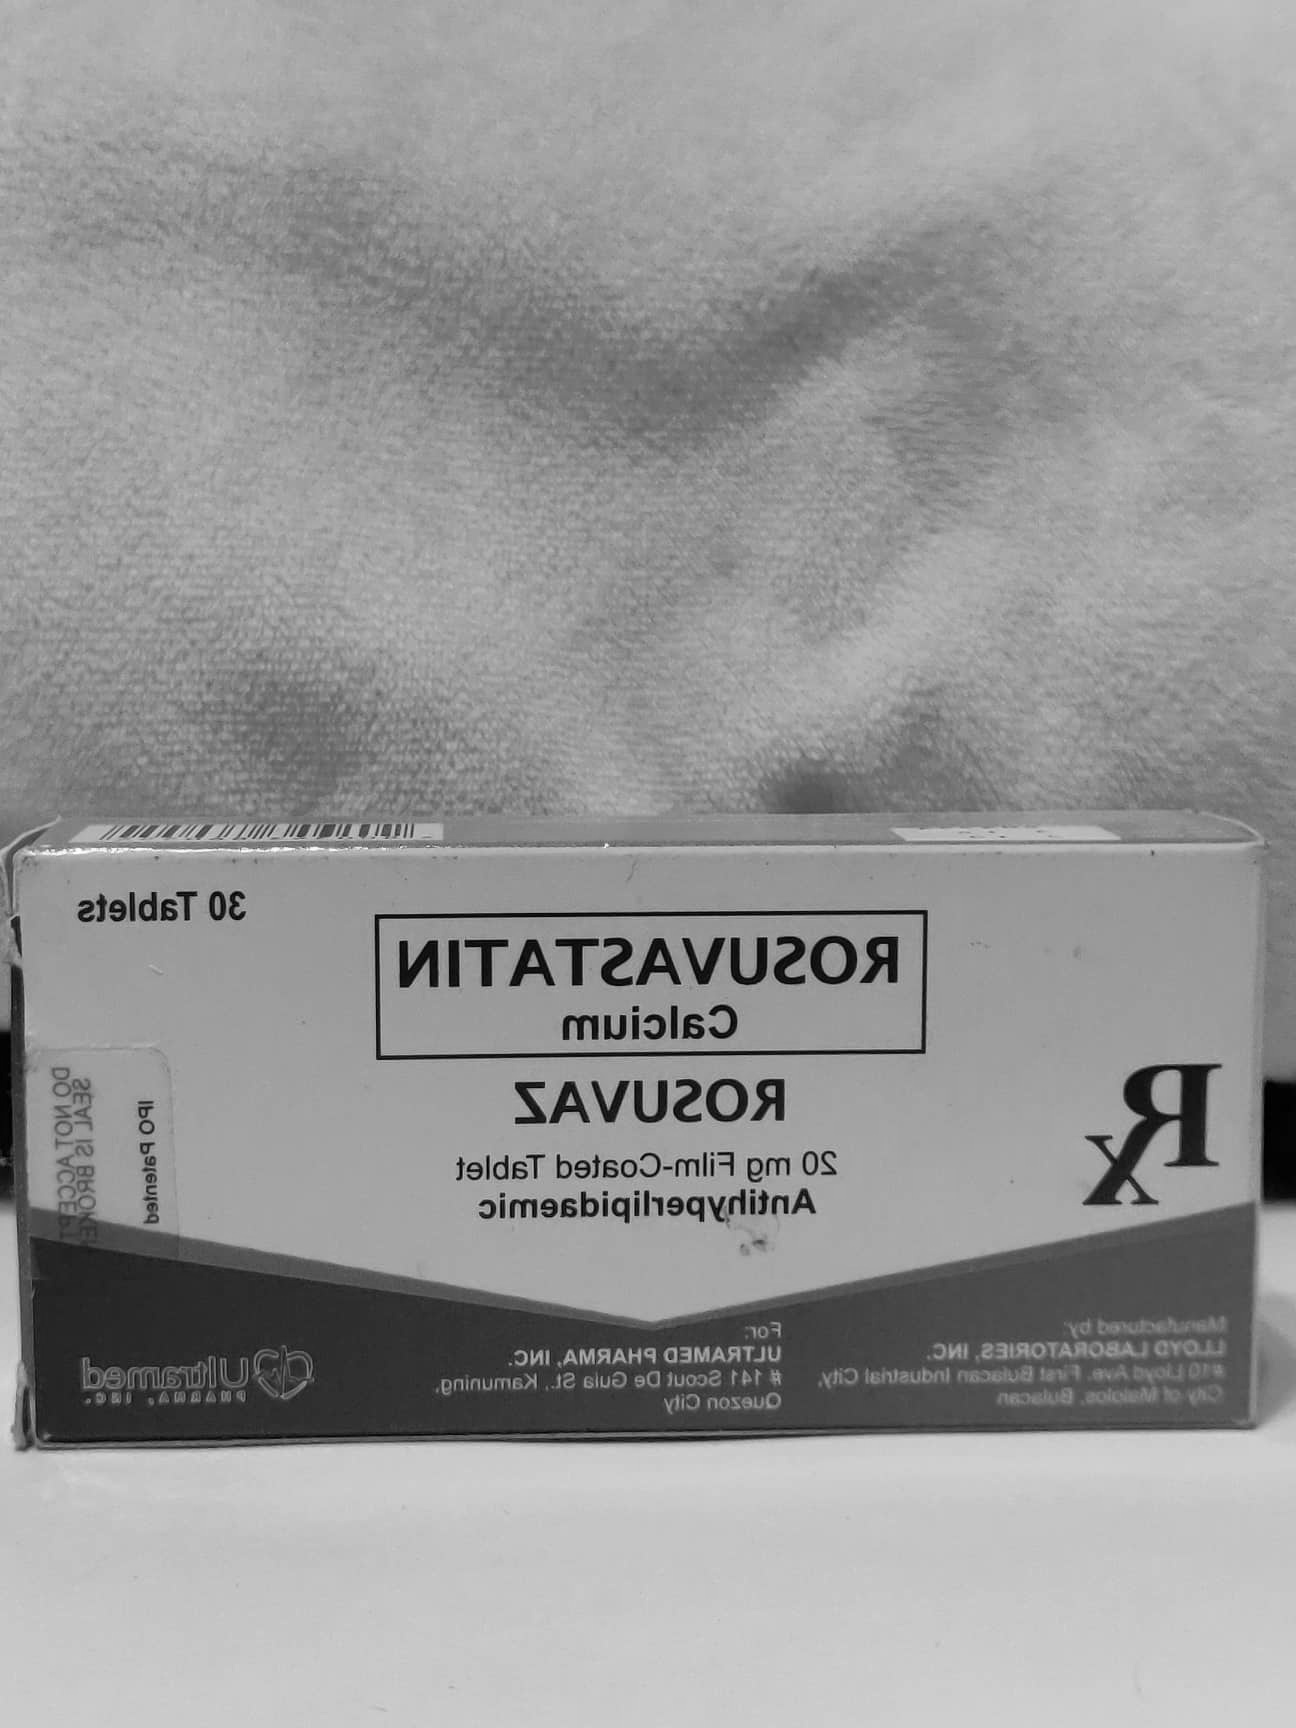 30 Tablets
ROSUVASTATIN
Calcium
ROSUVAZ
20 mg Film-Coated Tablet
Antihyperlipidaemic
Rx
IPO Patented
SEAL IS BROKEN
DO NOT ACCEPT
Manufactured by:
LLOYD LABORATORIES, INC.
#10 Lloyd Ave. First Bulacan Industrial City,
City of Malolos, Bulacan
For:
ULTRAMED PHARMA, INC.
# 141 Scout De Guia St., Kamuning,
Quezon City
Ultramed
PHARMA, INC.